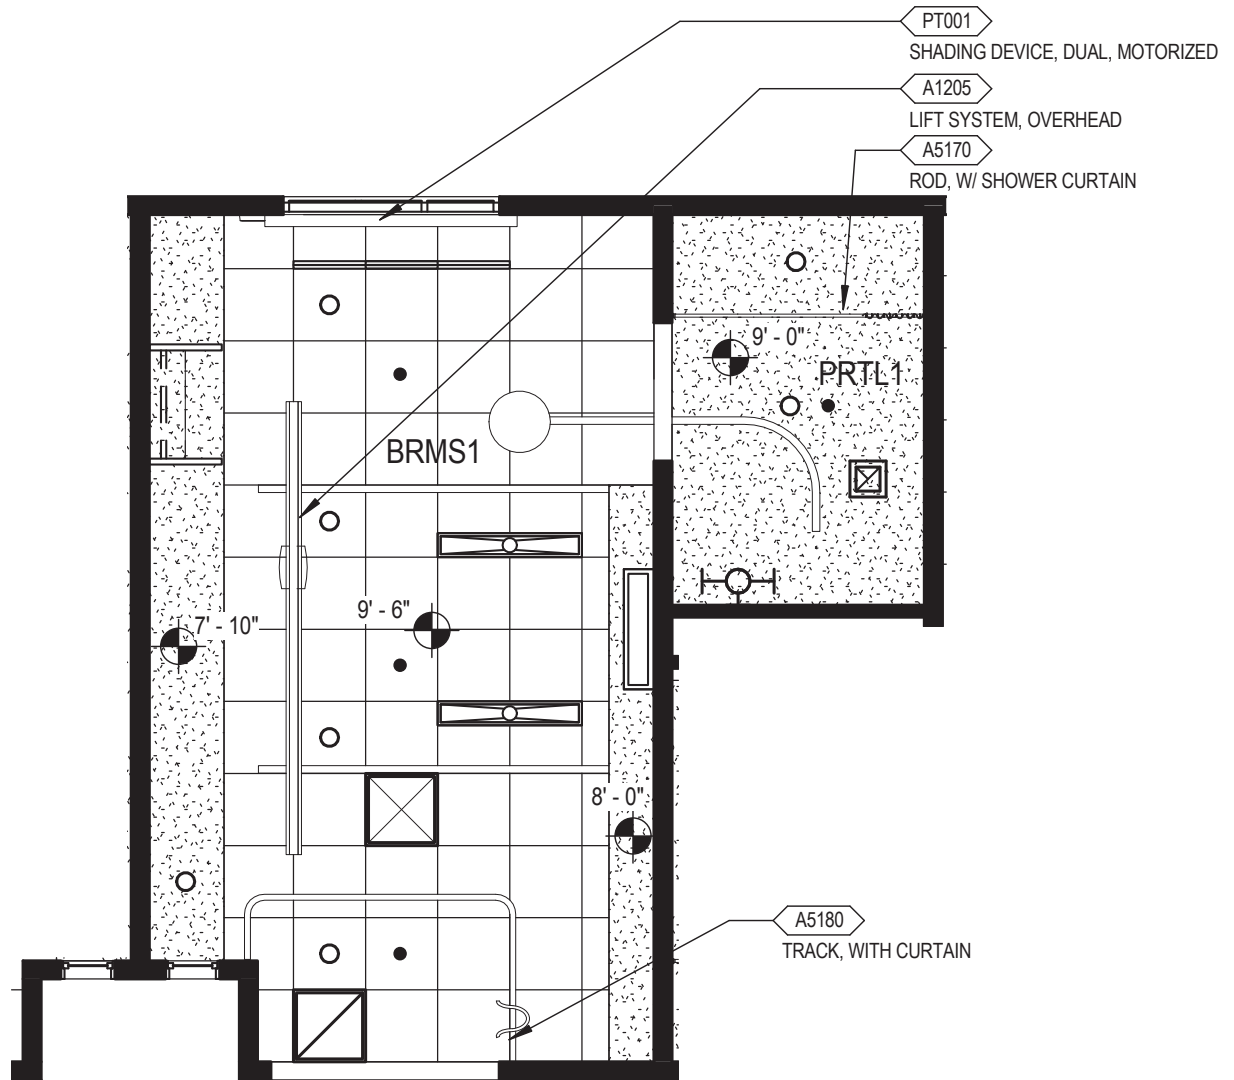 PT001
SHADING DEVICE, DUAL, MOTORIZED
A1205
LIFT SYSTEM, OVERHEAD
A5170
ROD, W/ SHOWER CURTAIN
9' - 0"
PRTL1
BRMS1
9' - 6"
7' - 10"
8' - 0"
A5180
TRACK, WITH CURTAIN